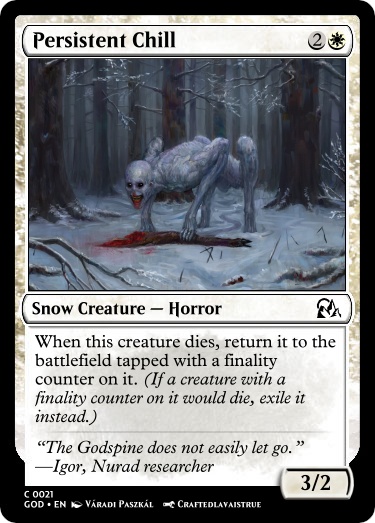 Persistent Chill 2
Snow Creature — Horror
When this creature dies, return it to the
battlefield tapped with a finality
counter on it. (If a creature with a
finality counter on it would die, exile it
instead.)
"The Godspine does not easily let go."
—Igor, Nurad researcher
3/2
C 0021
GOD • EN Váradi Paszkál Craftedlavaistrue